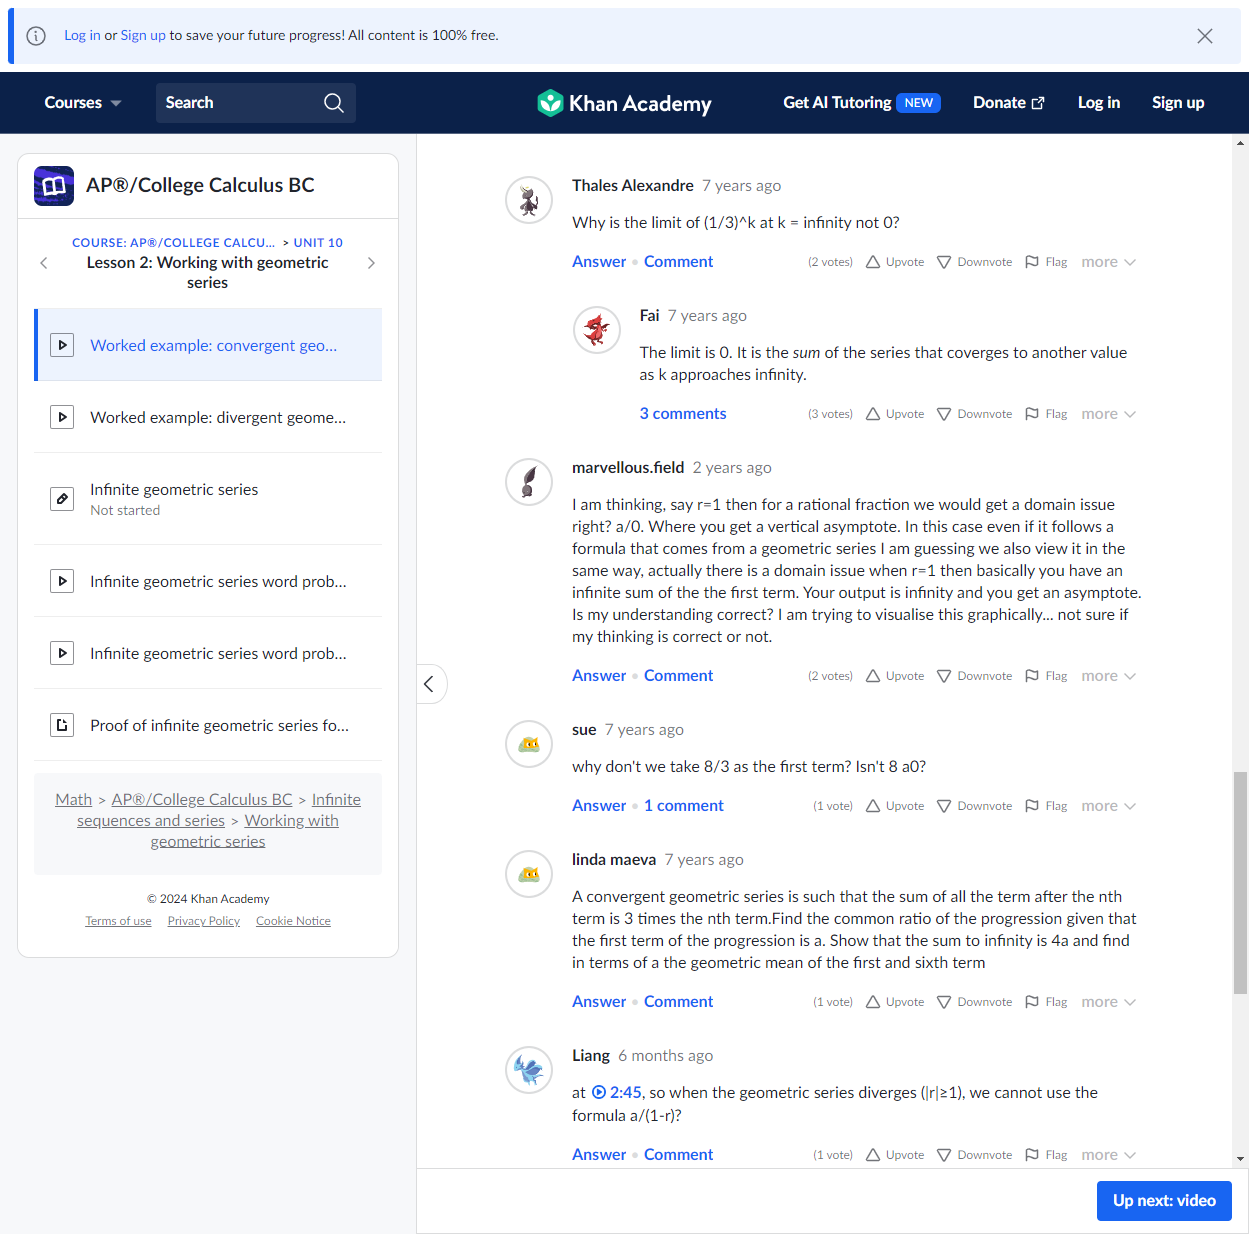 Log in or Sign up to save your future progress! All content is 100% free.
Courses
Search
Khan Academy
Get AI Tutoring NEW
Donate
Log in
Sign up
AP®/College Calculus BC
COURSE: AP®/COLLEGE CALCU... > UNIT 10
Lesson 2: Working with geometric
series
Worked example: convergent geo...
Worked example: divergent geome...
Infinite geometric series
Not started
Infinite geometric series word prob...
Infinite geometric series word prob...
Proof of infinite geometric series fo...
Math > AP®/College Calculus BC > Infinite
sequences and series > Working with
geometric series
© 2024 Khan Academy
Terms of use Privacy Policy Cookie Notice
Thales Alexandre 7 years ago
Why is the limit of (1/3)^k at k = infinity not 0?
Answer • Comment (2 votes) Upvote Downvote Flag more
Fai 7 years ago
The limit is 0. It is the sum of the series that coverges to another value
as k approaches infinity.
3 comments (3 votes) Upvote Downvote Flag more
marvellous.field 2 years ago
I am thinking, say r=1 then for a rational fraction we would get a domain issue
right? a/0. Where you get a vertical asymptote. In this case even if it follows a
formula that comes from a geometric series I am guessing we also view it in the
same way, actually there is a domain issue when r=1 then basically you have an
infinite sum of the the first term. Your output is infinity and you get an asymptote.
Is my understanding correct? I am trying to visualise this graphically... not sure if
my thinking is correct or not.
Answer • Comment (2 votes) Upvote Downvote Flag more
sue 7 years ago
why don't we take 8/3 as the first term? Isn't 8 a0?
Answer • 1 comment (1 vote) Upvote Downvote Flag more
linda maeva 7 years ago
A convergent geometric series is such that the sum of all the term after the nth
term is 3 times the nth term.Find the common ratio of the progression given that
the first term of the progression is a. Show that the sum to infinity is 4a and find
in terms of a the geometric mean of the first and sixth term
Answer • Comment (1 vote) Upvote Downvote Flag more
Liang 6 months ago
at 2:45, so when the geometric series diverges (|r|≥1), we cannot use the
formula a/(1-r)?
Answer • Comment (1 vote) Upvote Downvote Flag more
Up next: video